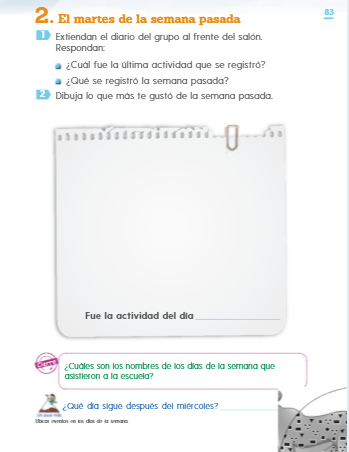 83
2. El martes de la semana pasada
1 Extiendan el diario del grupo al frente del salón.
Respondan:
¿Cuál fue la última actividad que se registró?
¿Qué se registró la semana pasada?
2 Dibuja lo que más te gustó de la semana pasada.
Fue la actividad del día
¿Cuáles son los nombres de los días de la semana que
asistieron a la escuela?
¿Qué día sigue después del miércoles?
Un paso más
Ubicar eventos en los días de la semana.